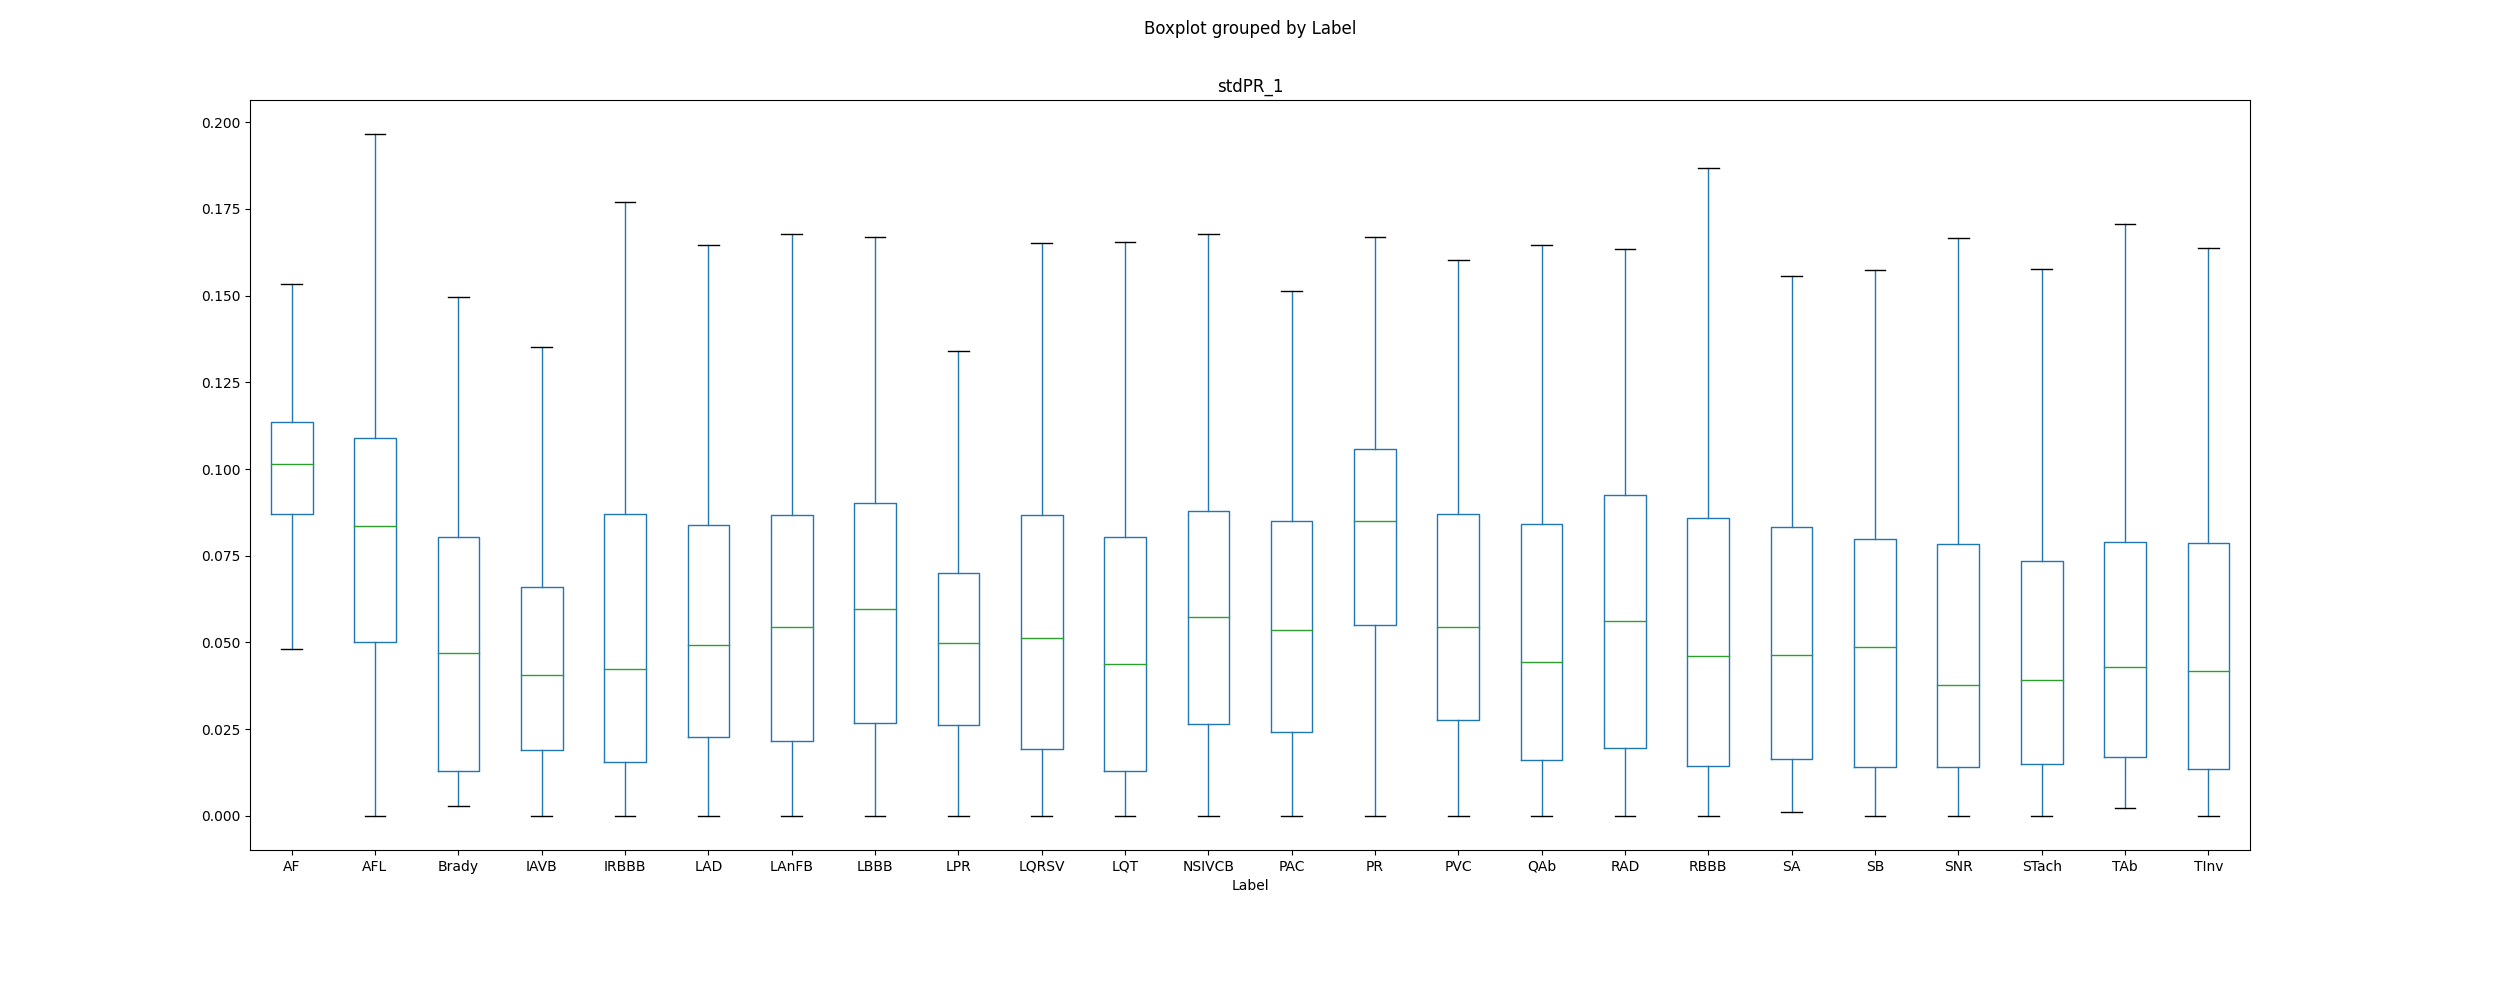 Boxplot grouped by Label
stdPR_1
0.200
0.175
0.150
0.125
0.100
0.075
0.050
0.025
0.000
AF AFL Brady IAVB IRBBB LAD LAnFB LBBB LPR LQRSV LQT NSIVCB PAC PR PVC QAb RAD RBBB SA SB SNR STach TAb TInv
Label